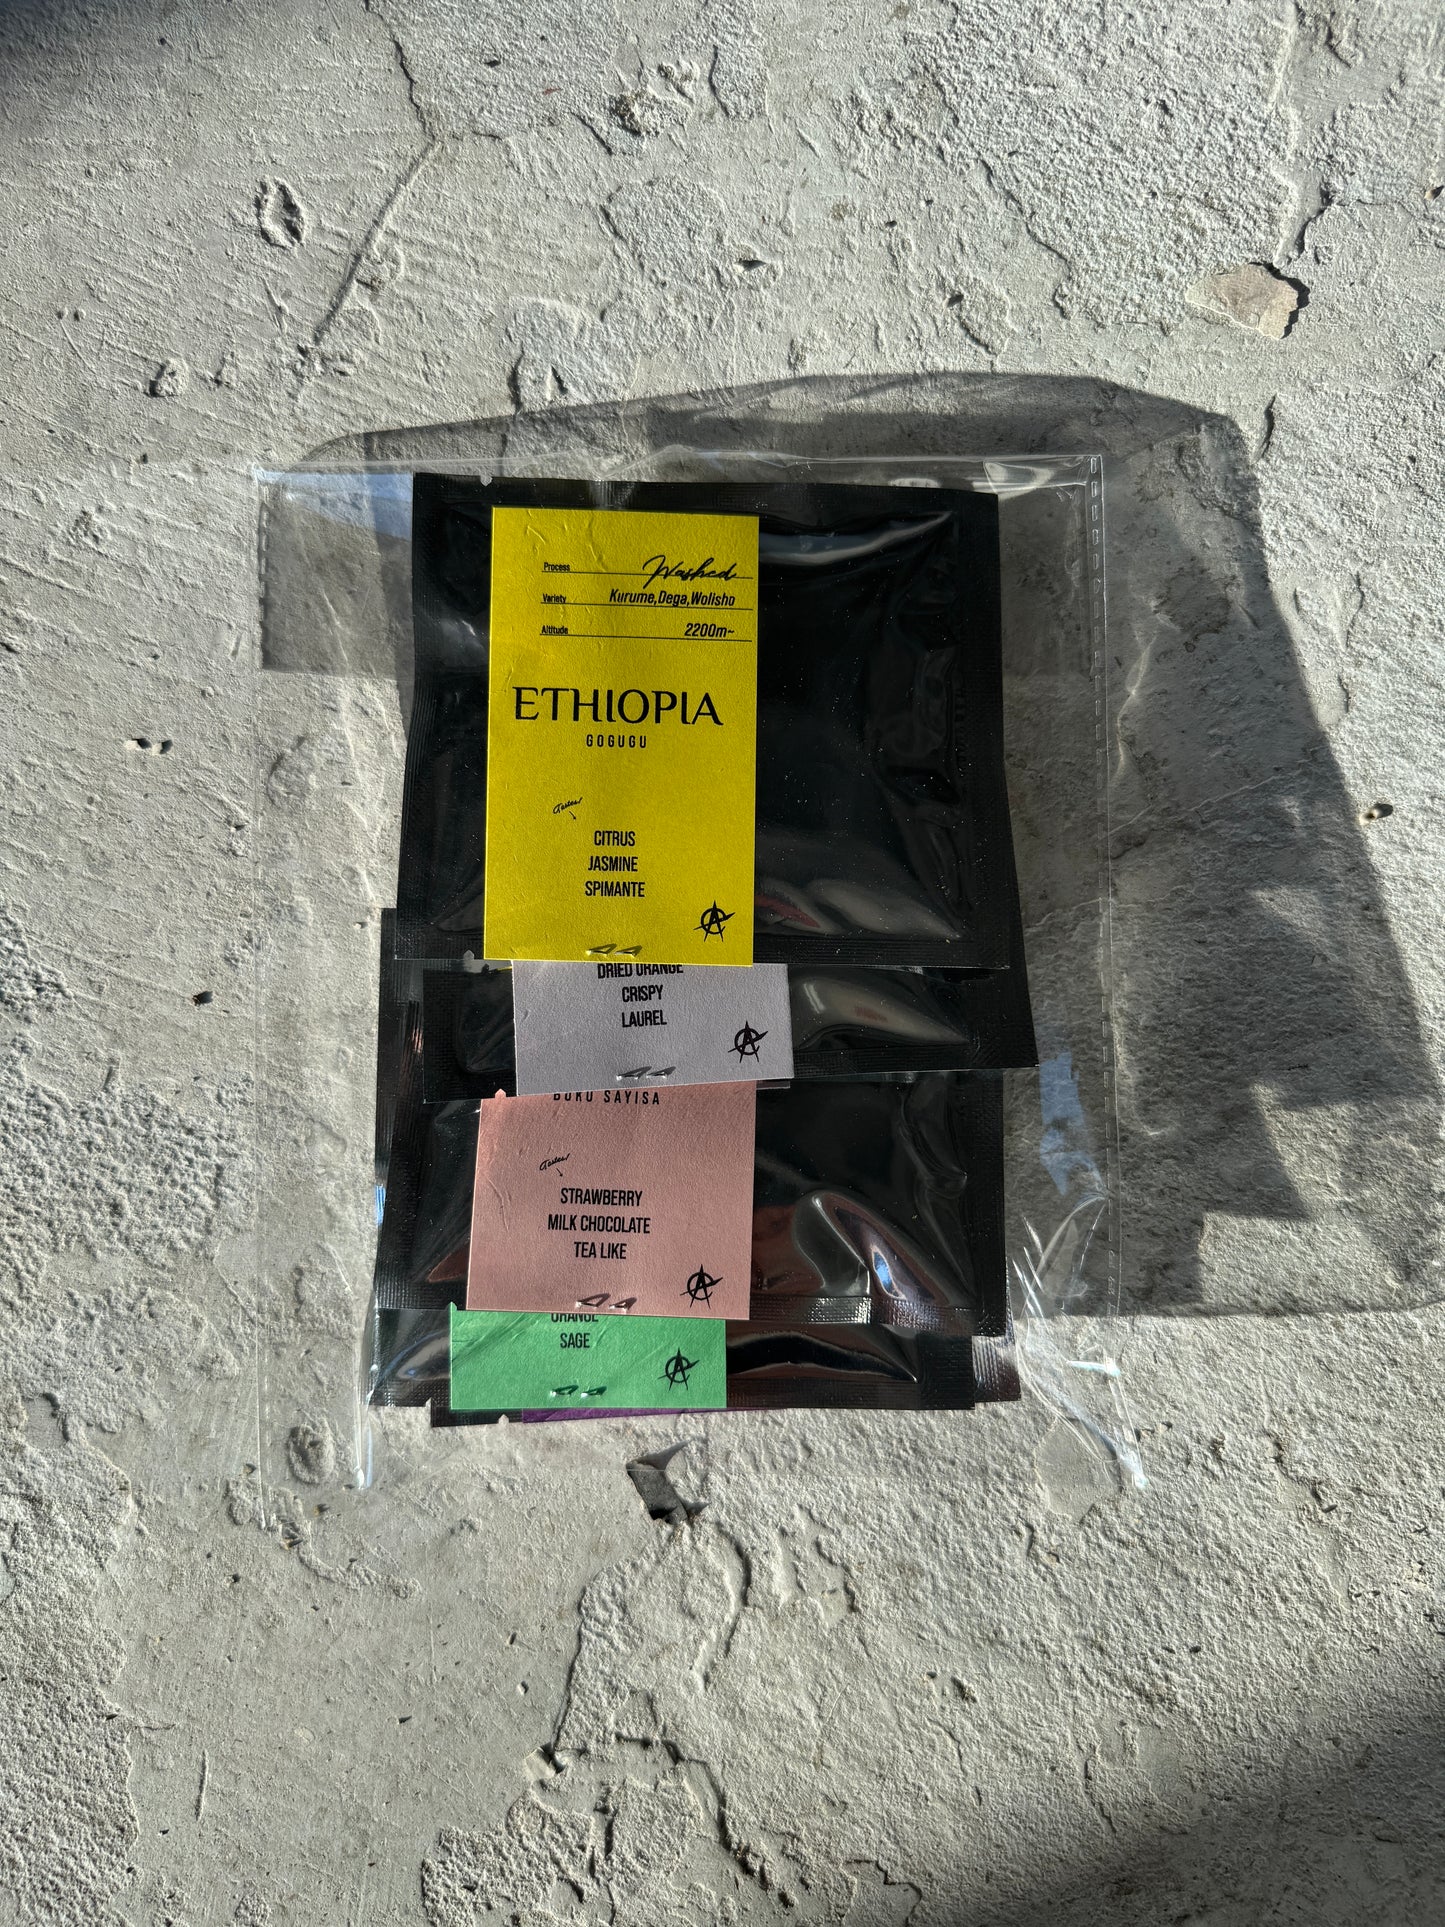 Process Washed
Variety Kurume,Dega,Wolisho
Altitude 2200m~
ETHIOPIA
GOGUGU
Tastes!
CITRUS
JASMINE
SPIMANTE
DRIED ORANGE
CRISPY
LAUREL
BUKU SAYISA
Tastes!
STRAWBERRY
MILK CHOCOLATE
TEA LIKE
ORANGE
SAGE